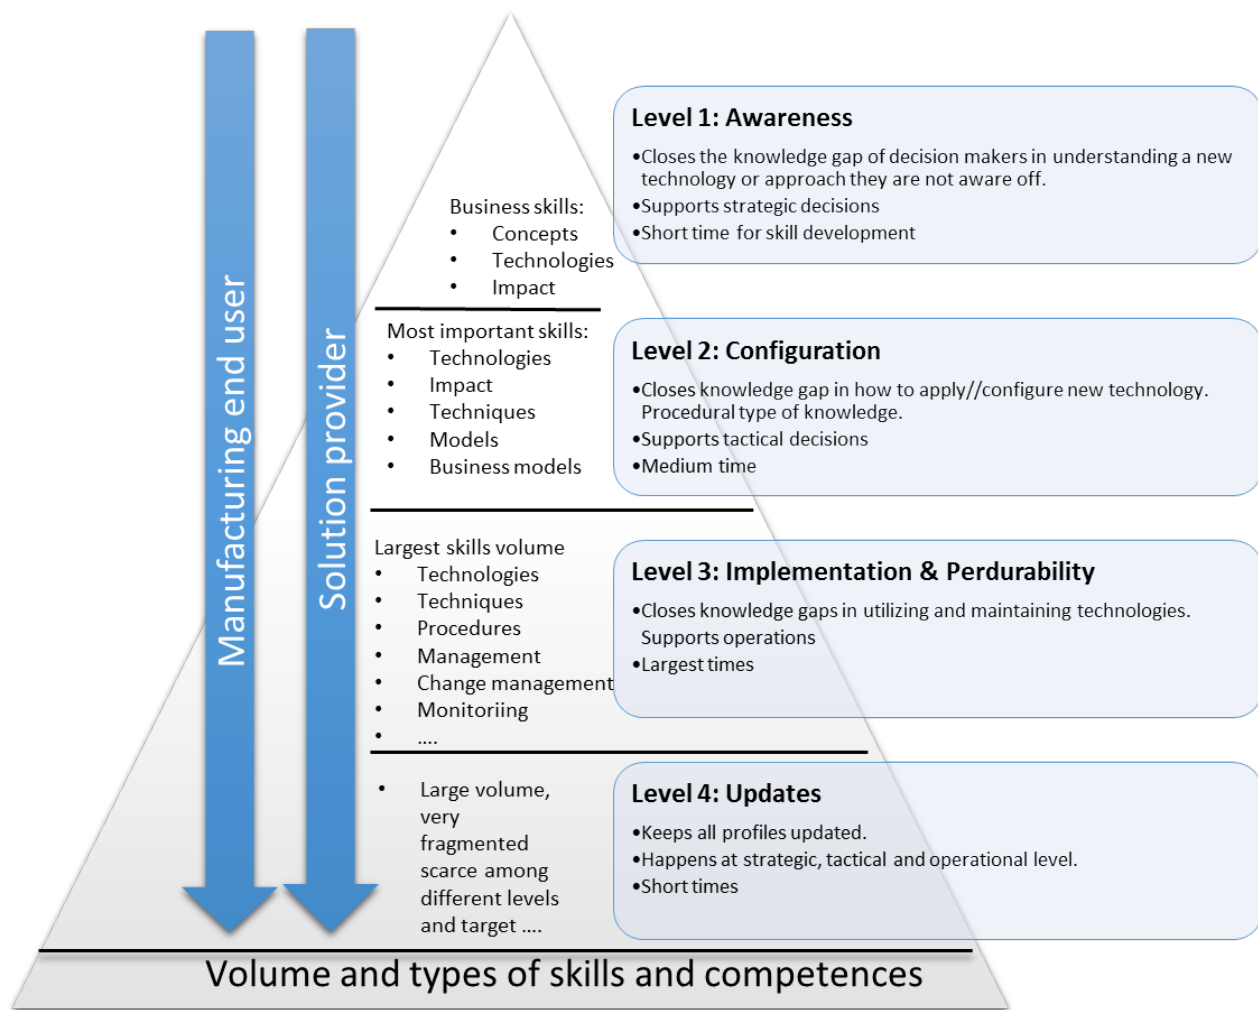 Manufacturing end user
Solution provider
Business skills:
• Concepts
• Technologies
• Impact
Level 1: Awareness
•Closes the knowledge gap of decision makers in understanding a new
technology or approach they are not aware off.
•Supports strategic decisions
•Short time for skill development
Most important skills:
• Technologies
• Impact
• Techniques
• Models
• Business models
Level 2: Configuration
•Closes knowledge gap in how to apply//configure new technology.
Procedural type of knowledge.
•Supports tactical decisions
•Medium time
Largest skills volume
• Technologies
• Techniques
• Procedures
• Management
• Change management
• Monitoriing
• ....
Level 3: Implementation & Perdurability
•Closes knowledge gaps in utilizing and maintaining technologies.
Supports operations
•Largest times
• Large volume,
very
fragmented
scarce among
different levels
and target ....
Level 4: Updates
•Keeps all profiles updated.
•Happens at strategic, tactical and operational level.
•Short times
Volume and types of skills and competences